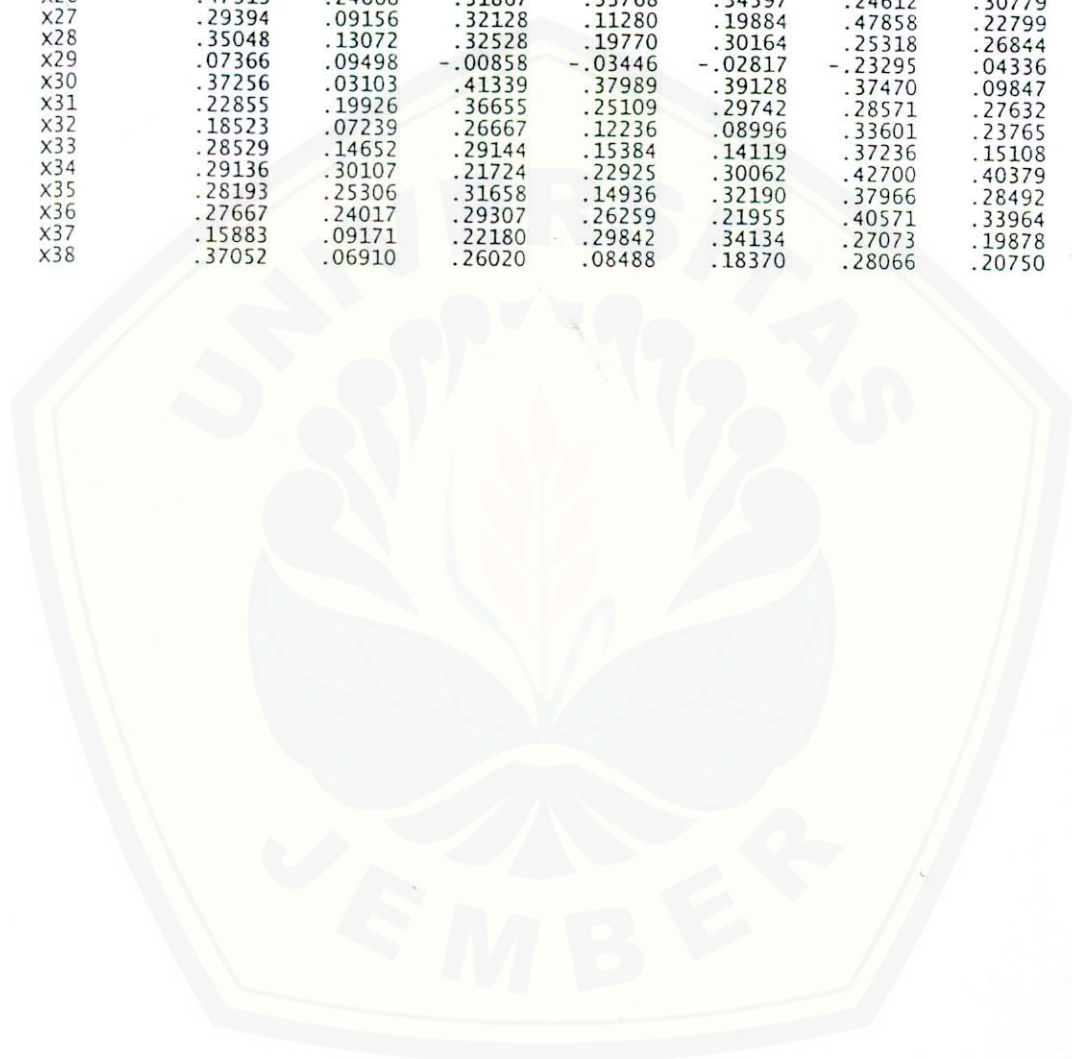 X27 .29394 .09156 .32128 .11280 .19884 .47858 .22799
X28 .35048 .13072 .32528 .19770 .30164 .25318 .26844
X29 .07366 .09498 -.00858 -.03446 -.02817 -.23295 .04336
X30 .37256 .03103 .41339 .37989 .39128 .37470 .09847
X31 .22855 .19926 .36655 .25109 .29742 .28571 .27632
X32 .18523 .07239 .26667 .12236 .08996 .33601 .23765
X33 .28529 .14652 .29144 .15384 .14119 .37236 .15108
X34 .29136 .30107 .21724 .22925 .30062 .42700 .40379
X35 .28193 .25306 .31658 .14936 .32190 .37966 .28492
X36 .27667 .24017 .29307 .26259 .21955 .40571 .33964
X37 .15883 .09171 .22180 .29842 .34134 .27073 .19878
X38 .37052 .06910 .26020 .08488 .18370 .28066 .20750
UNIVERSITAS
JEMBER